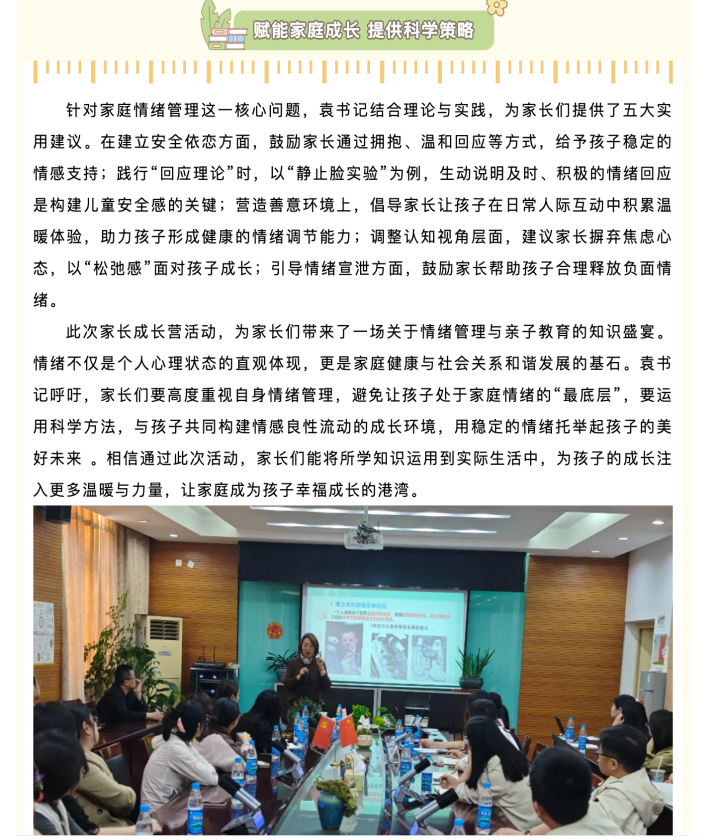 赋能家庭成长 提供科学策略
针对家庭情绪管理这一核心问题，袁书记结合理论与实践，为家长们提供了五大实
用建议。在建立安全依恋方面，鼓励家长通过拥抱、温和回应等方式，给予孩子稳定的
情感支持；践行“回应理论”时，以“静止脸实验”为例，生动说明及时、积极的情绪回应
是构建儿童安全感的关键；营造善意环境上，倡导家长让孩子在日常人际互动中积累温
暖体验，助力孩子形成健康的情绪调节能力；调整认知视角层面，建议家长摒弃焦虑心
态，以“松弛感”面对孩子成长；引导情绪宣泄方面，鼓励家长帮助孩子合理释放负面情
绪。
此次家长成长营活动，为家长们带来了一场关于情绪管理与亲子教育的知识盛宴。
情绪不仅是个人心理状态的直观体现，更是家庭健康与社会关系和谐发展的基石。袁书
记呼吁，家长们要高度重视自身情绪管理，避免让孩子处于家庭情绪的“最底层”，要运
用科学方法，与孩子共同构建情感良性流动的成长环境，用稳定的情绪托举起孩子的美
好未来 。相信通过此次活动，家长们能将所学知识运用到实际生活中，为孩子的成长注
入更多温暖与力量，让家庭成为孩子幸福成长的港湾。